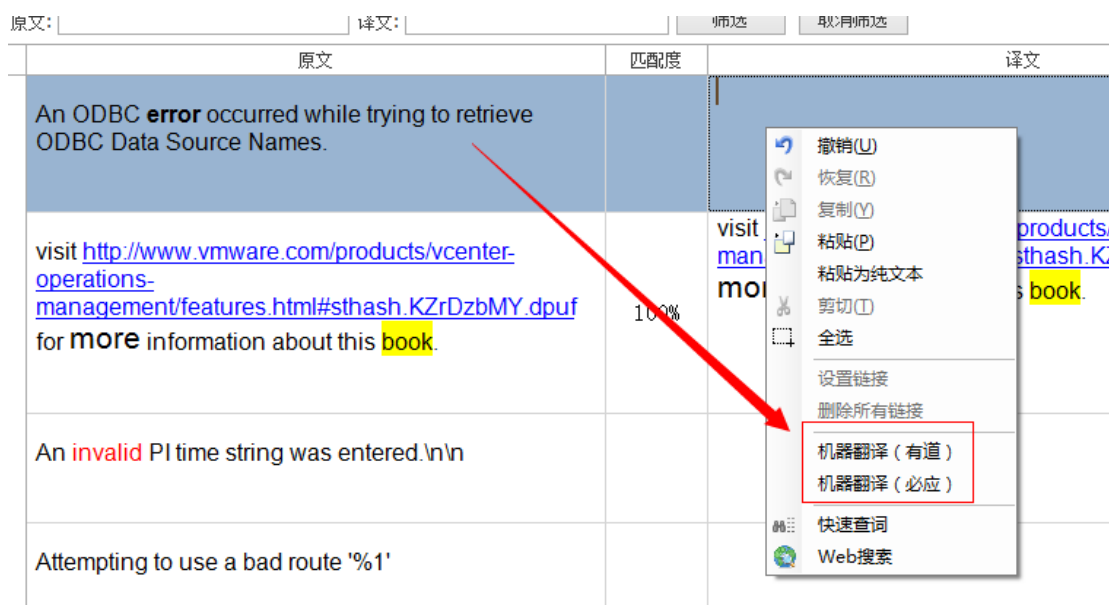 原文: 译文: 筛选 取消筛选
原文 匹配度 译文
An ODBC error occurred while trying to retrieve
ODBC Data Source Names.
visit http://www.vmware.com/products/vcenter-
operations-
management/features.html#sthash.KZrDzbMY.dpuf
for more information about this book.
100%
visit products/
man sthash.KZ
mor book.
An invalid PI time string was entered.\n\n
Attempting to use a bad route '%1'
撤销(U)
恢复(R)
复制(Y)
粘贴(P)
粘贴为纯文本
剪切(T)
全选
设置链接
删除所有链接
机器翻译（有道）
机器翻译（必应）
快速查词
Web搜索